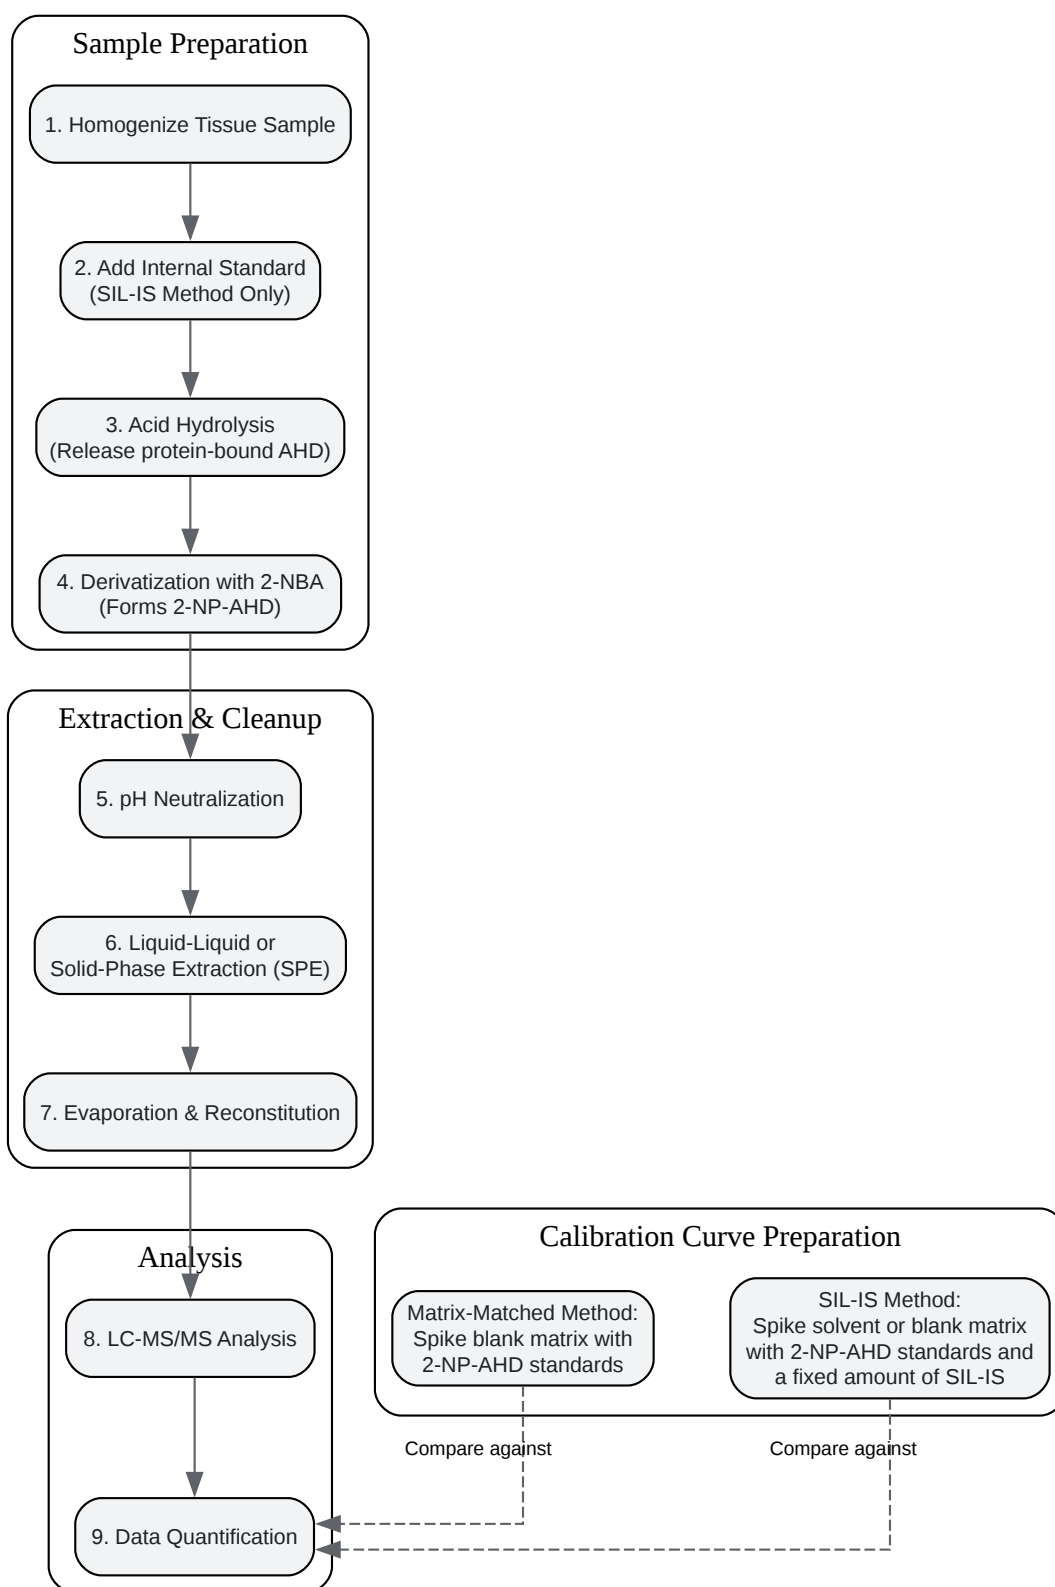 Sample Preparation
1. Homogenize Tissue Sample
2. Add Internal Standard
(SIL-IS Method Only)
3. Acid Hydrolysis
(Release protein-bound AHD)
4. Derivatization with 2-NBA
(Forms 2-NP-AHD)
Extraction & Cleanup
5. pH Neutralization
6. Liquid-Liquid or
Solid-Phase Extraction (SPE)
7. Evaporation & Reconstitution
Analysis
8. LC-MS/MS Analysis
9. Data Quantification
Calibration Curve Preparation
Matrix-Matched Method:
Spike blank matrix with
2-NP-AHD standards
SIL-IS Method:
Spike solvent or blank matrix
with 2-NP-AHD standards and
a fixed amount of SIL-IS
Compare against
Compare against